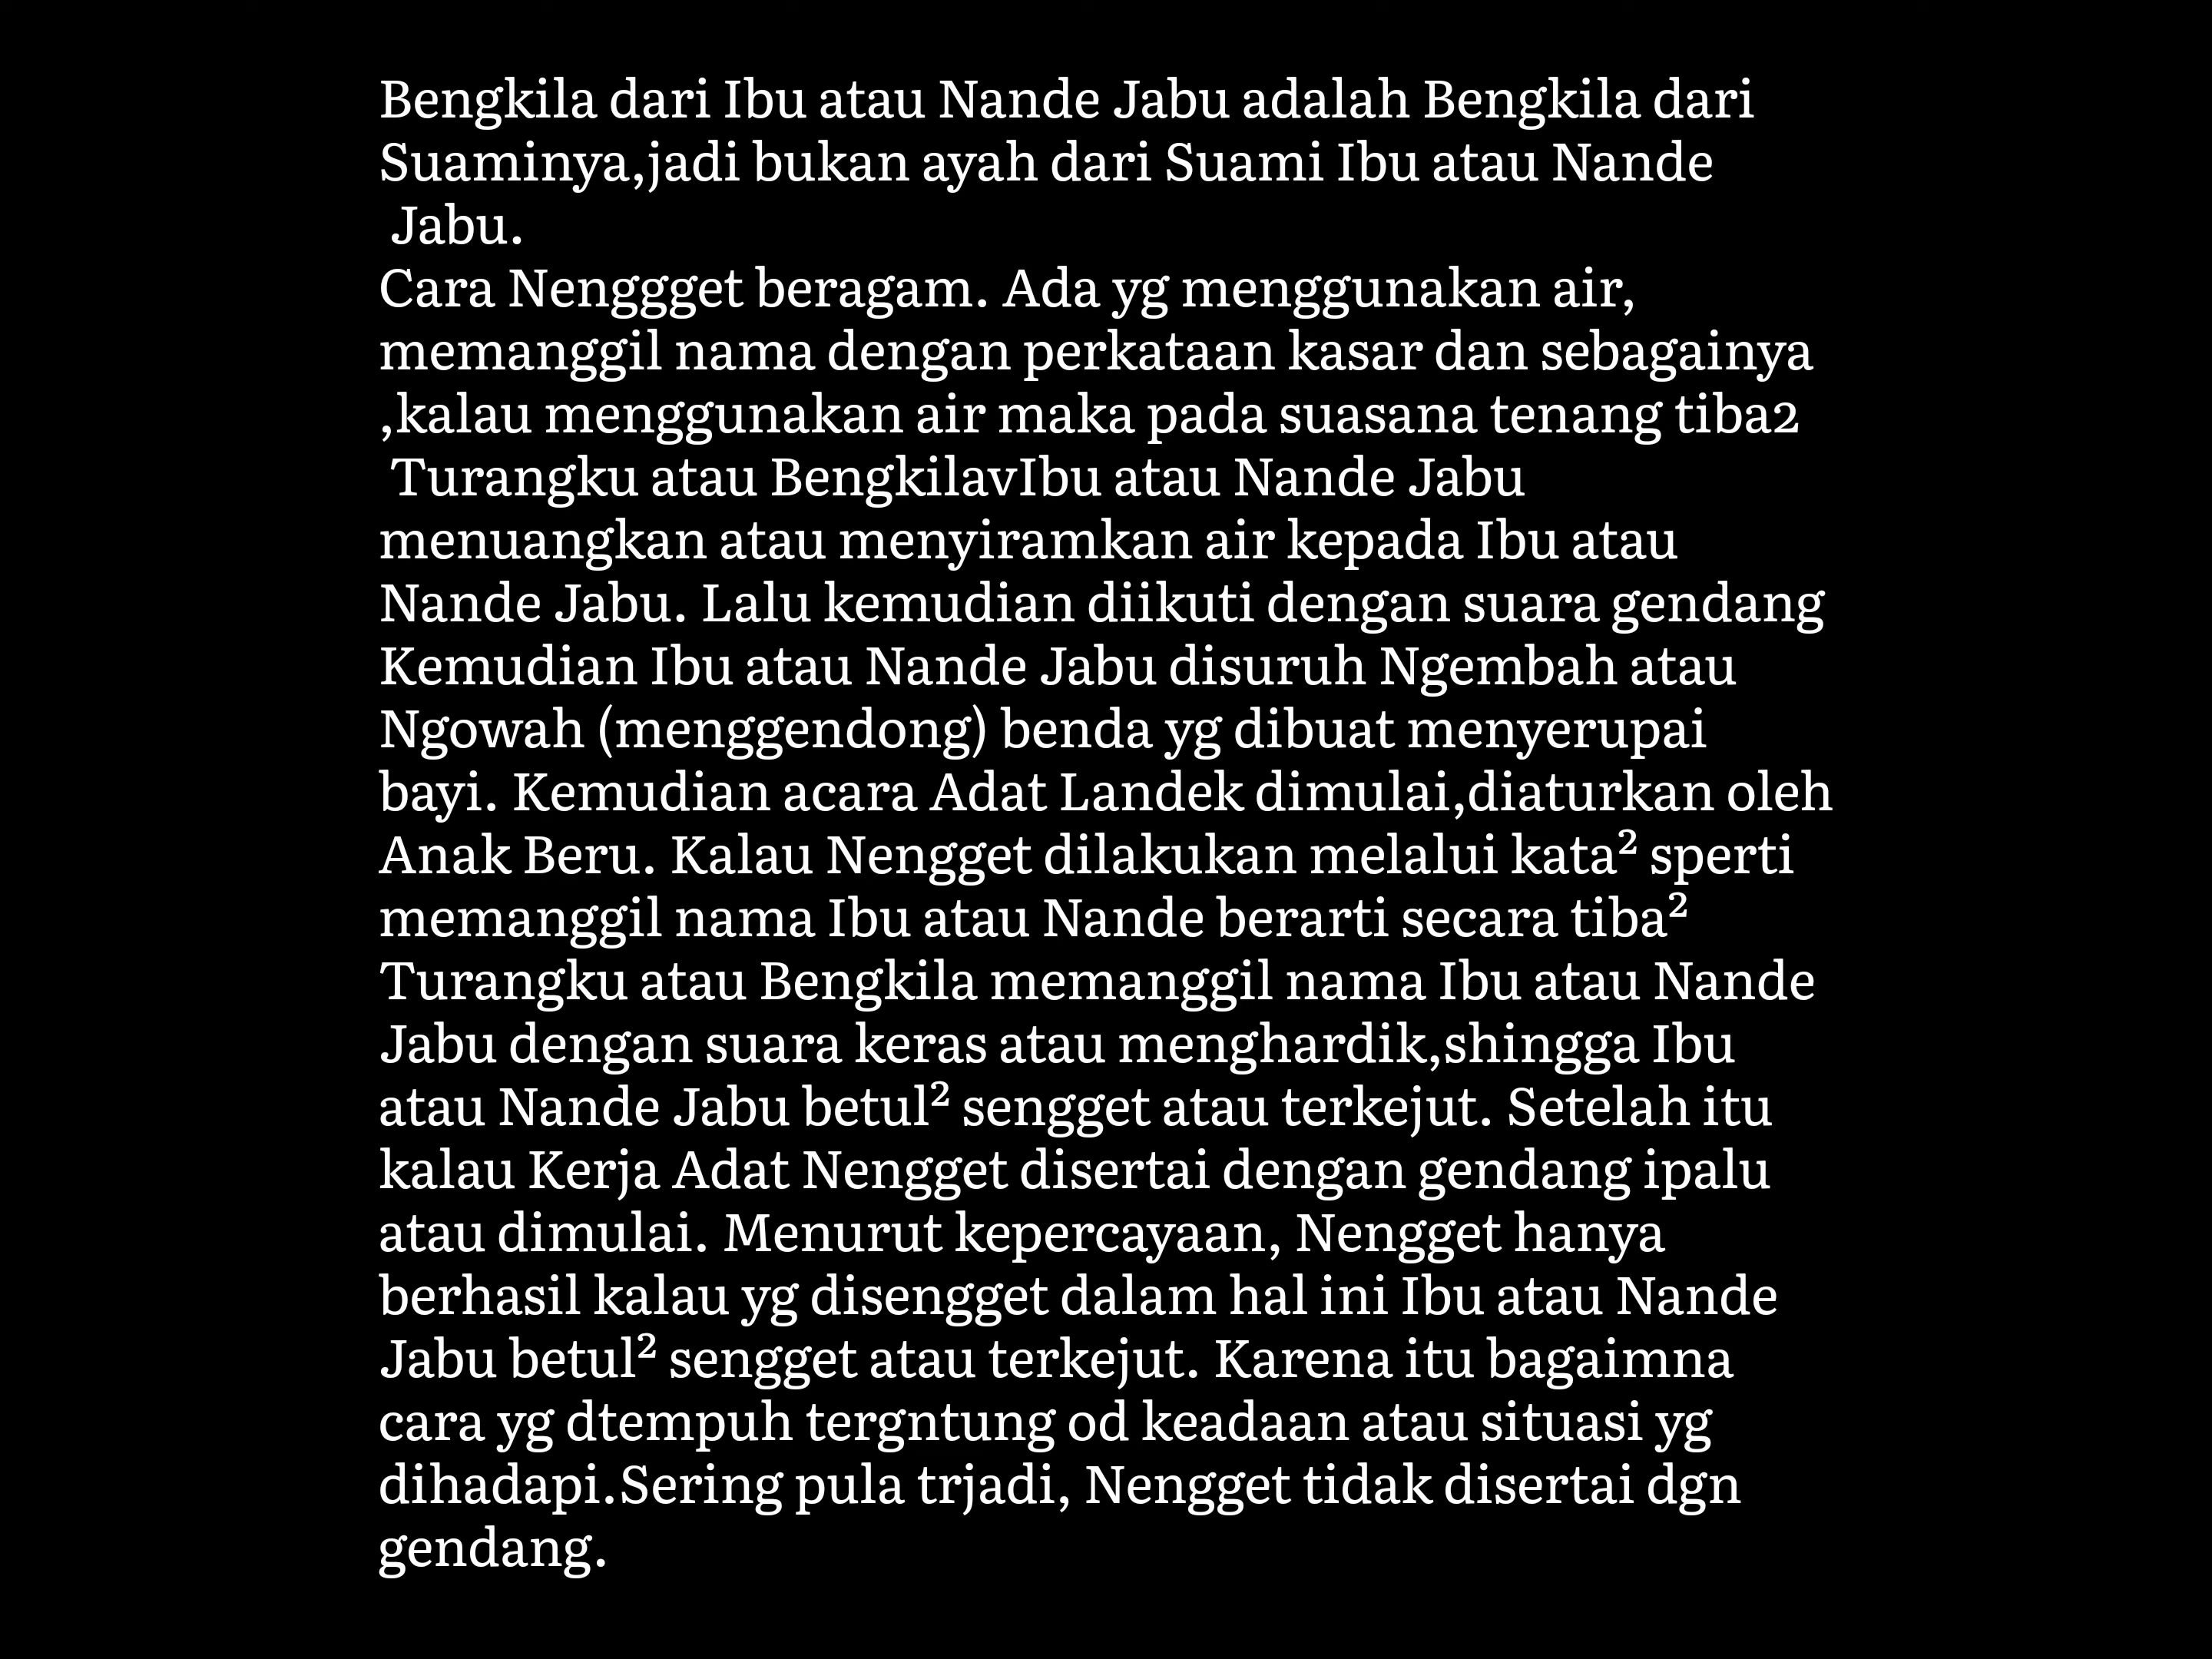 Bengkila dari Ibu atau Nande Jabu adalah Bengkila dari
Suaminya,jadi bukan ayah dari Suami Ibu atau Nande
Jabu.
Cara Nenggget beragam. Ada yg menggunakan air,
memanggil nama dengan perkataan kasar dan sebagainya
,kalau menggunakan air maka pada suasana tenang tiba2
Turangku atau BengkilavIbu atau Nande Jabu
menuangkan atau menyiramkan air kepada Ibu atau
Nande Jabu. Lalu kemudian diikuti dengan suara gendang
Kemudian Ibu atau Nande Jabu disuruh Ngembah atau
Ngowah (menggendong) benda yg dibuat menyerupai
bayi. Kemudian acara Adat Landek dimulai,diaturkan oleh
Anak Beru. Kalau Nengget dilakukan melalui kata² sperti
memanggil nama Ibu atau Nande berarti secara tiba²
Turangku atau Bengkila memanggil nama Ibu atau Nande
Jabu dengan suara keras atau menghardik,shingga Ibu
atau Nande Jabu betul² sengget atau terkejut. Setelah itu
kalau Kerja Adat Nengget disertai dengan gendang ipalu
atau dimulai. Menurut kepercayaan, Nengget hanya
berhasil kalau yg disengget dalam hal ini Ibu atau Nande
Jabu betul² sengget atau terkejut. Karena itu bagaimna
cara yg dtempuh tergntung od keadaan atau situasi yg
dihadapi.Sering pula trjadi, Nengget tidak disertai dgn
gendang.